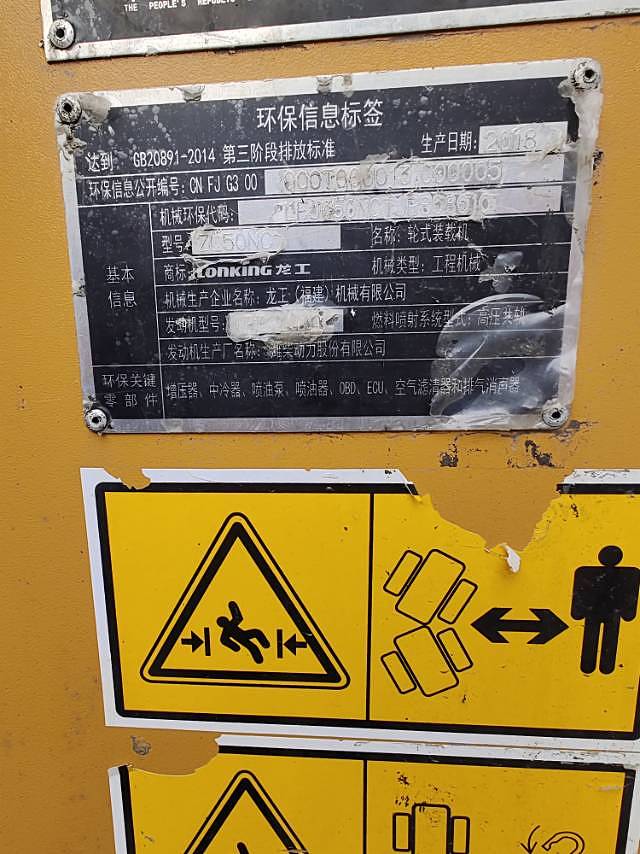 THE PEOPLE'S
环保信息标签
达到 GB20891-2014 第三阶段排放标准 生产日期: 2018
环保信息公开编号: CN FJ G3 00
机械环保代码:
型号: ZL50NC 名称: 轮式装载机
基本 信息
商标: LONKING 龙工 机械类型: 工程机械
机械生产企业名称: 龙工(福建)机械有限公司
发动机型号: 燃料喷射系统型式: 高压共轨
发动机生产厂名称: 潍柴动力股份有限公司
环保关键 零部件
增压器、中冷器、喷油泵、喷油器、OBD、ECU、空气滤清器和排气消声器